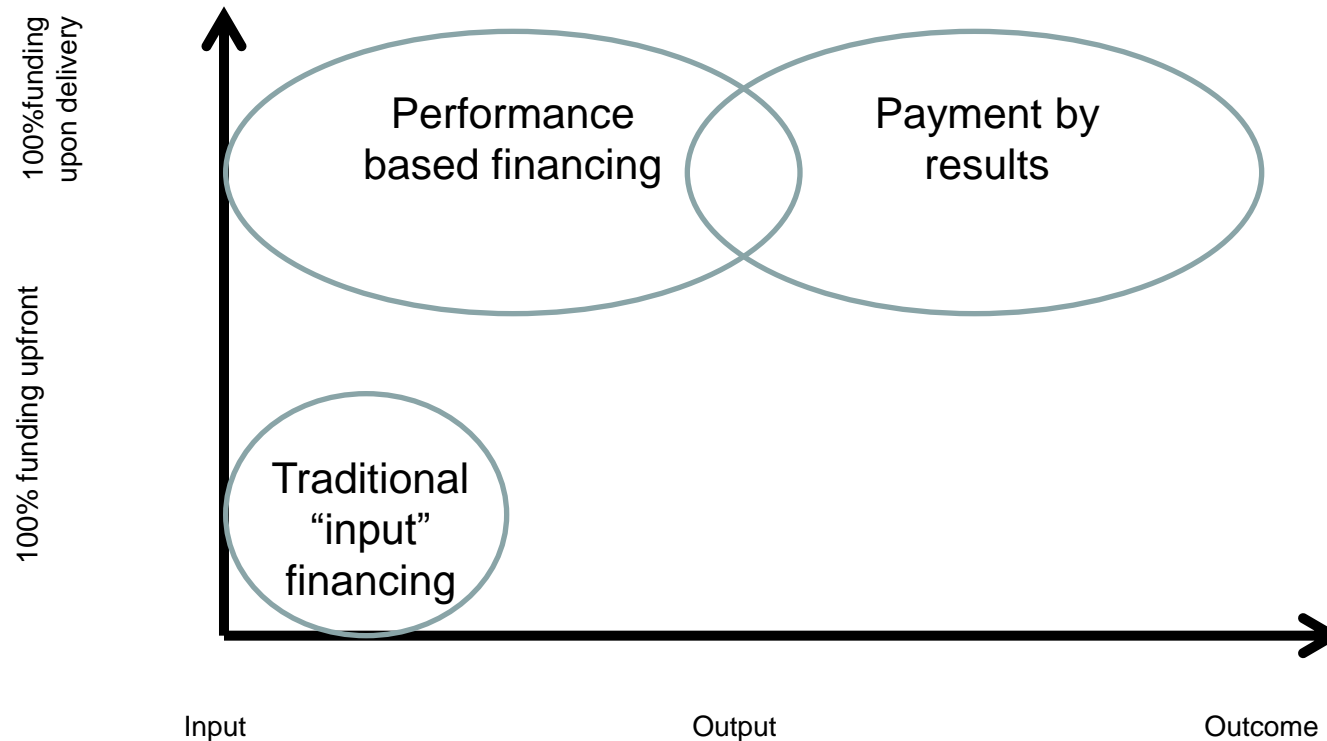 100%funding
upon delivery
Performance
based financing
Payment by
results
100% funding upfront
Traditional
“input”
financing
Input
Output
Outcome